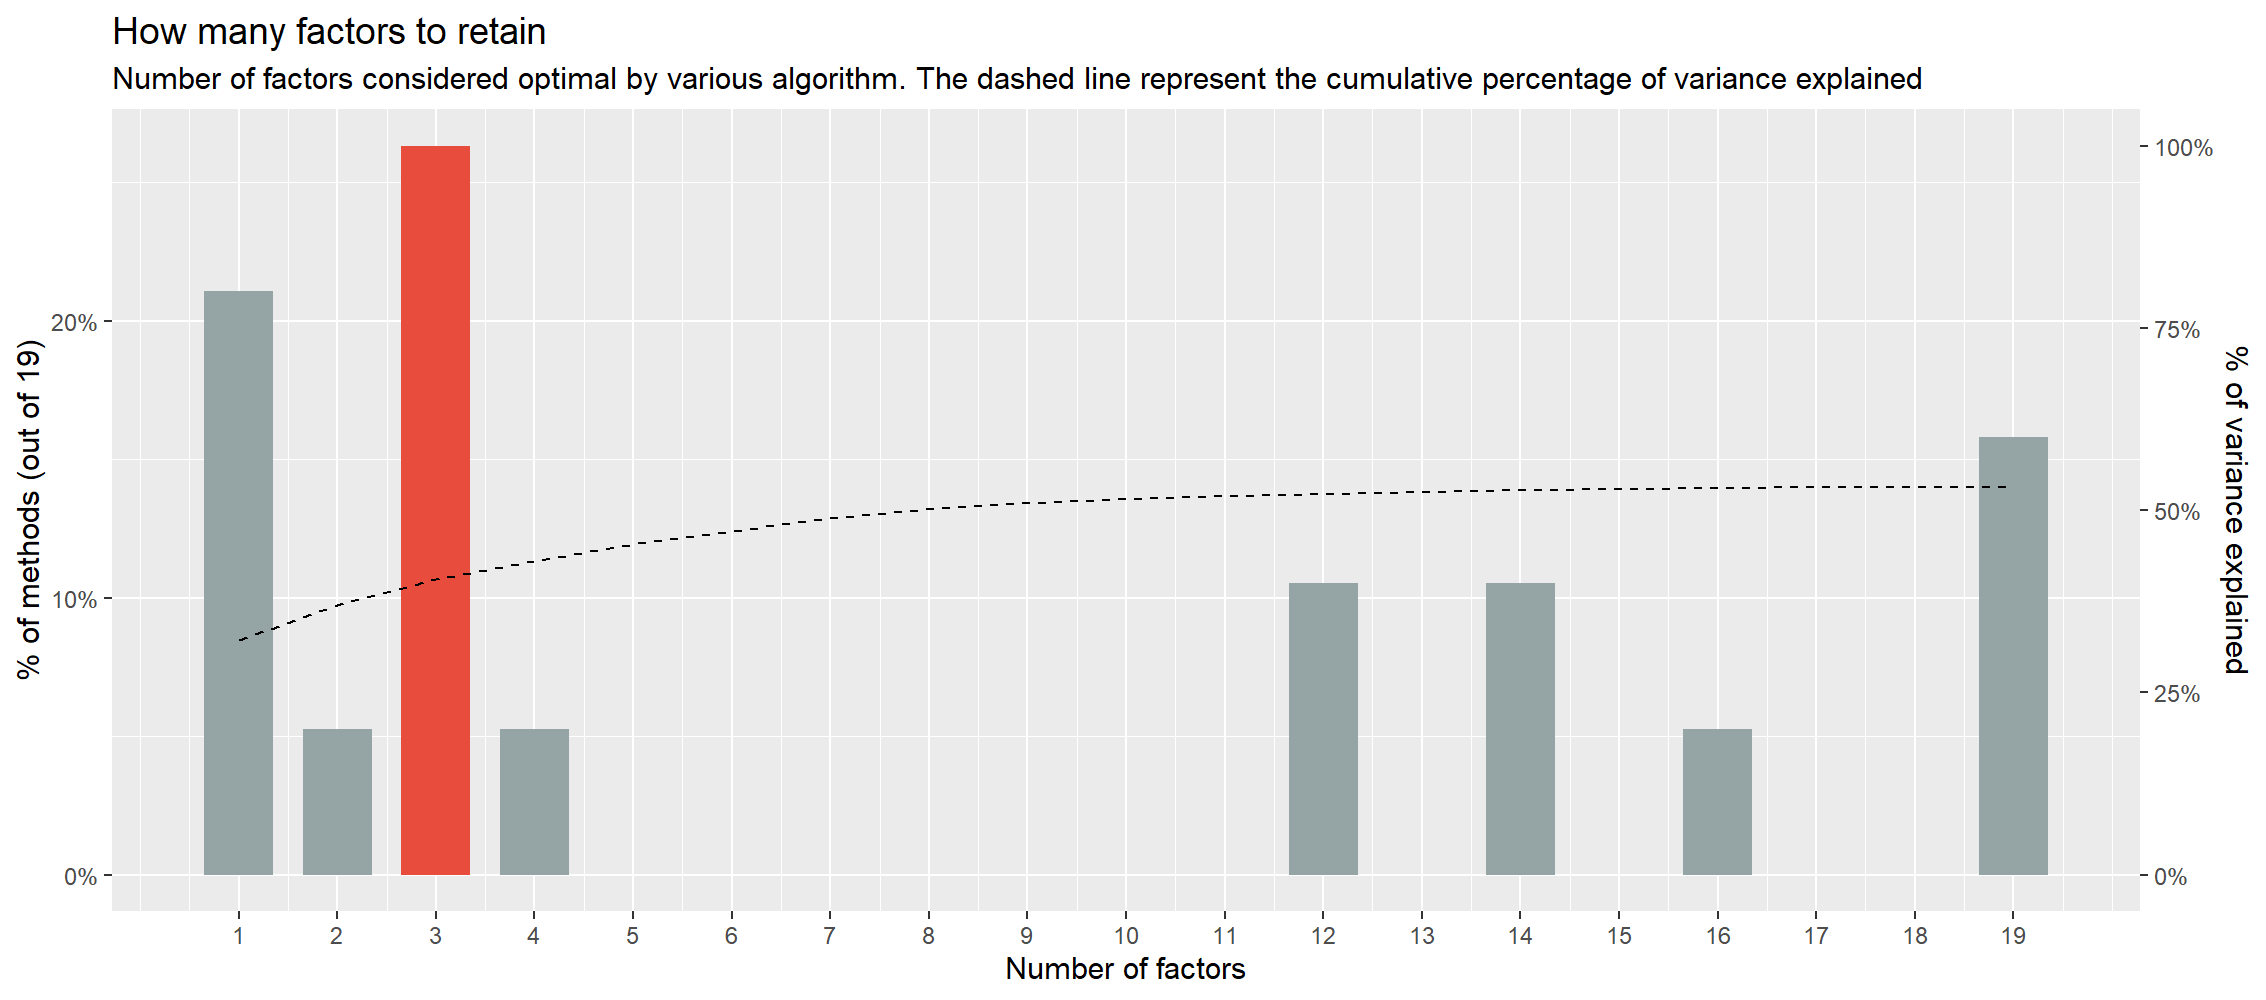 How many factors to retain
Number of factors considered optimal by various algorithm. The dashed line represent the cumulative percentage of variance explained
% of methods (out of 19)
20%
10%
0%
100%
75%
50%
25%
0%
% of variance explained
1 2 3 4 5 6 7 8 9 10 11 12 13 14 15 16 17 18 19
Number of factors